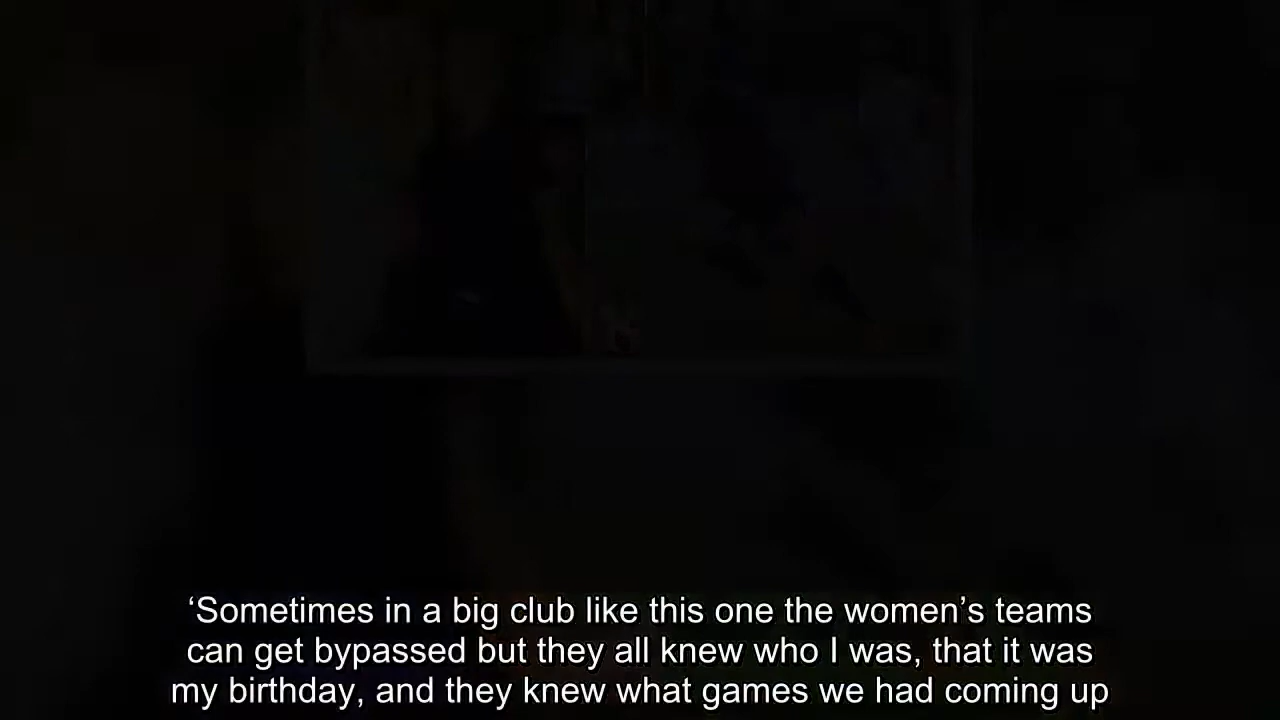 ‘Sometimes in a big club like this one the women’s teams
can get bypassed but they all knew who I was, that it was
my birthday, and they knew what games we had coming up